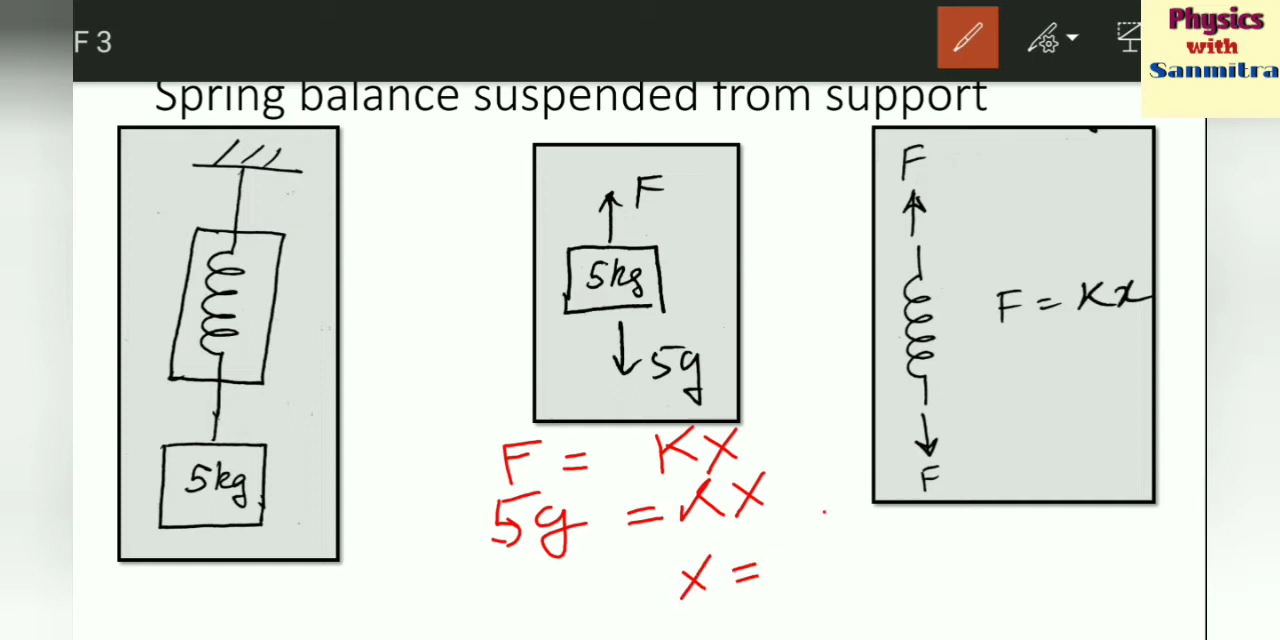 F 3
Physics
with
Sanmitra
Spring balance suspended from support
5kg
F
5kg
5g
F
F = Kx
F
F = Kx
5g = Kx
x =